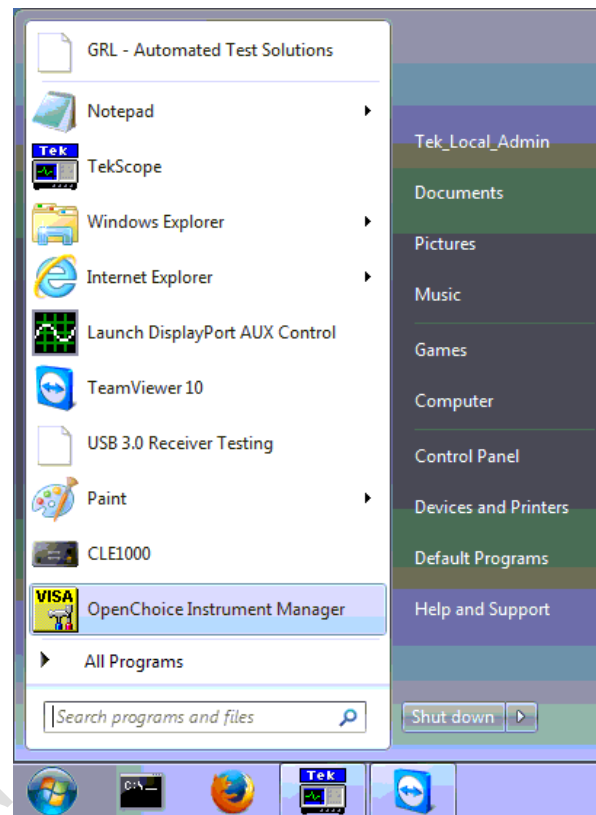 GRL - Automated Test Solutions
Notepad
Tek
TekScope
Windows Explorer
Internet Explorer
Launch DisplayPort AUX Control
TeamViewer 10
USB 3.0 Receiver Testing
Paint
CLE1000
VISA
OpenChoice Instrument Manager
All Programs
Search programs and files
Tek_Local_Admin
Documents
Pictures
Music
Games
Computer
Control Panel
Devices and Printers
Default Programs
Help and Support
Shut down
C:\
Tek